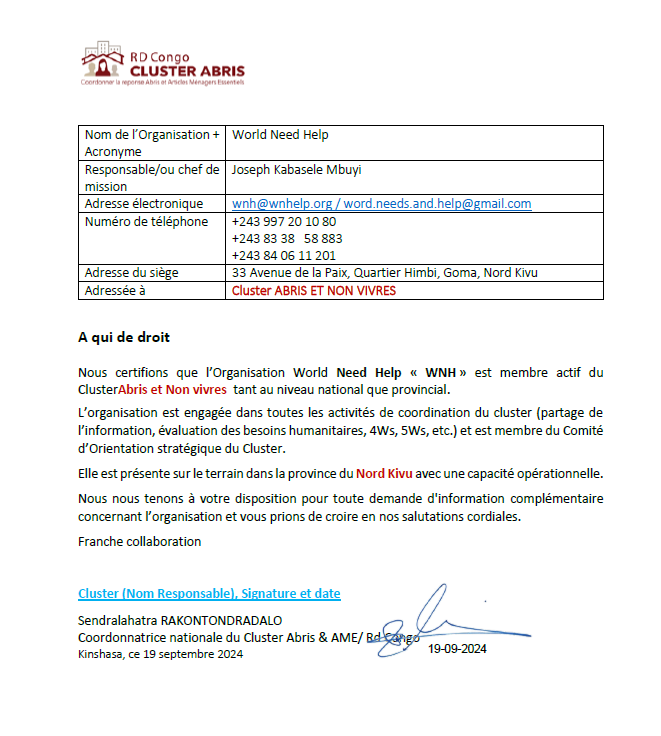 RD Congo
CLUSTER ABRIS
Coordonner la reponse Abris et Articles Menagers Essentiels
Nom de l’Organisation + Acronyme World Need Help
Responsable/ou chef de mission Joseph Kabasele Mbuyi
Adresse électronique wnh@wnhelp.org / word.needs.and.help@gmail.com
Numéro de téléphone +243 997 20 10 80
+243 83 38 58 883
+243 84 06 11 201
Adresse du siège 33 Avenue de la Paix, Quartier Himbi, Goma, Nord Kivu
Adressée à Cluster ABRIS ET NON VIVRES
A qui de droit
Nous certifions que l’Organisation World Need Help « WNH » est membre actif du
ClusterAbris et Non vivres tant au niveau national que provincial.
L’organisation est engagée dans toutes les activités de coordination du cluster (partage de
l’information, évaluation des besoins humanitaires, 4Ws, 5Ws, etc.) et est membre du Comité
d’Orientation stratégique du Cluster.
Elle est présente sur le terrain dans la province du Nord Kivu avec une capacité opérationnelle.
Nous nous tenons à votre disposition pour toute demande d'information complémentaire
concernant l’organisation et vous prions de croire en nos salutations cordiales.
Franche collaboration
Cluster (Nom Responsable), Signature et date
Sendralahatra RAKONTONDRADALO
Coordonnatrice nationale du Cluster Abris & AME/ Rd Congo
19-09-2024
Kinshasa, ce 19 septembre 2024